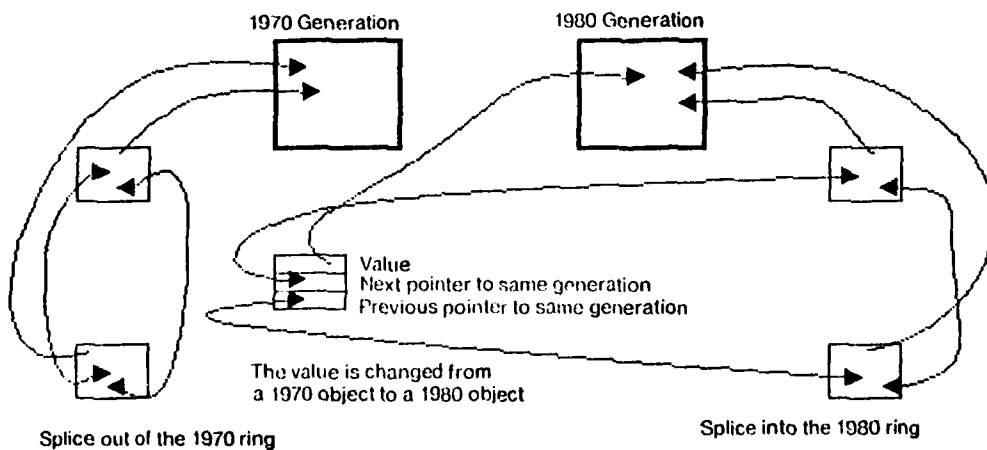 1970 Generation
1980 Generation
Value
Next pointer to same generation
Previous pointer to same generation
The value is changed from
a 1970 object to a 1980 object
Splice out of the 1970 ring
Splice into the 1980 ring